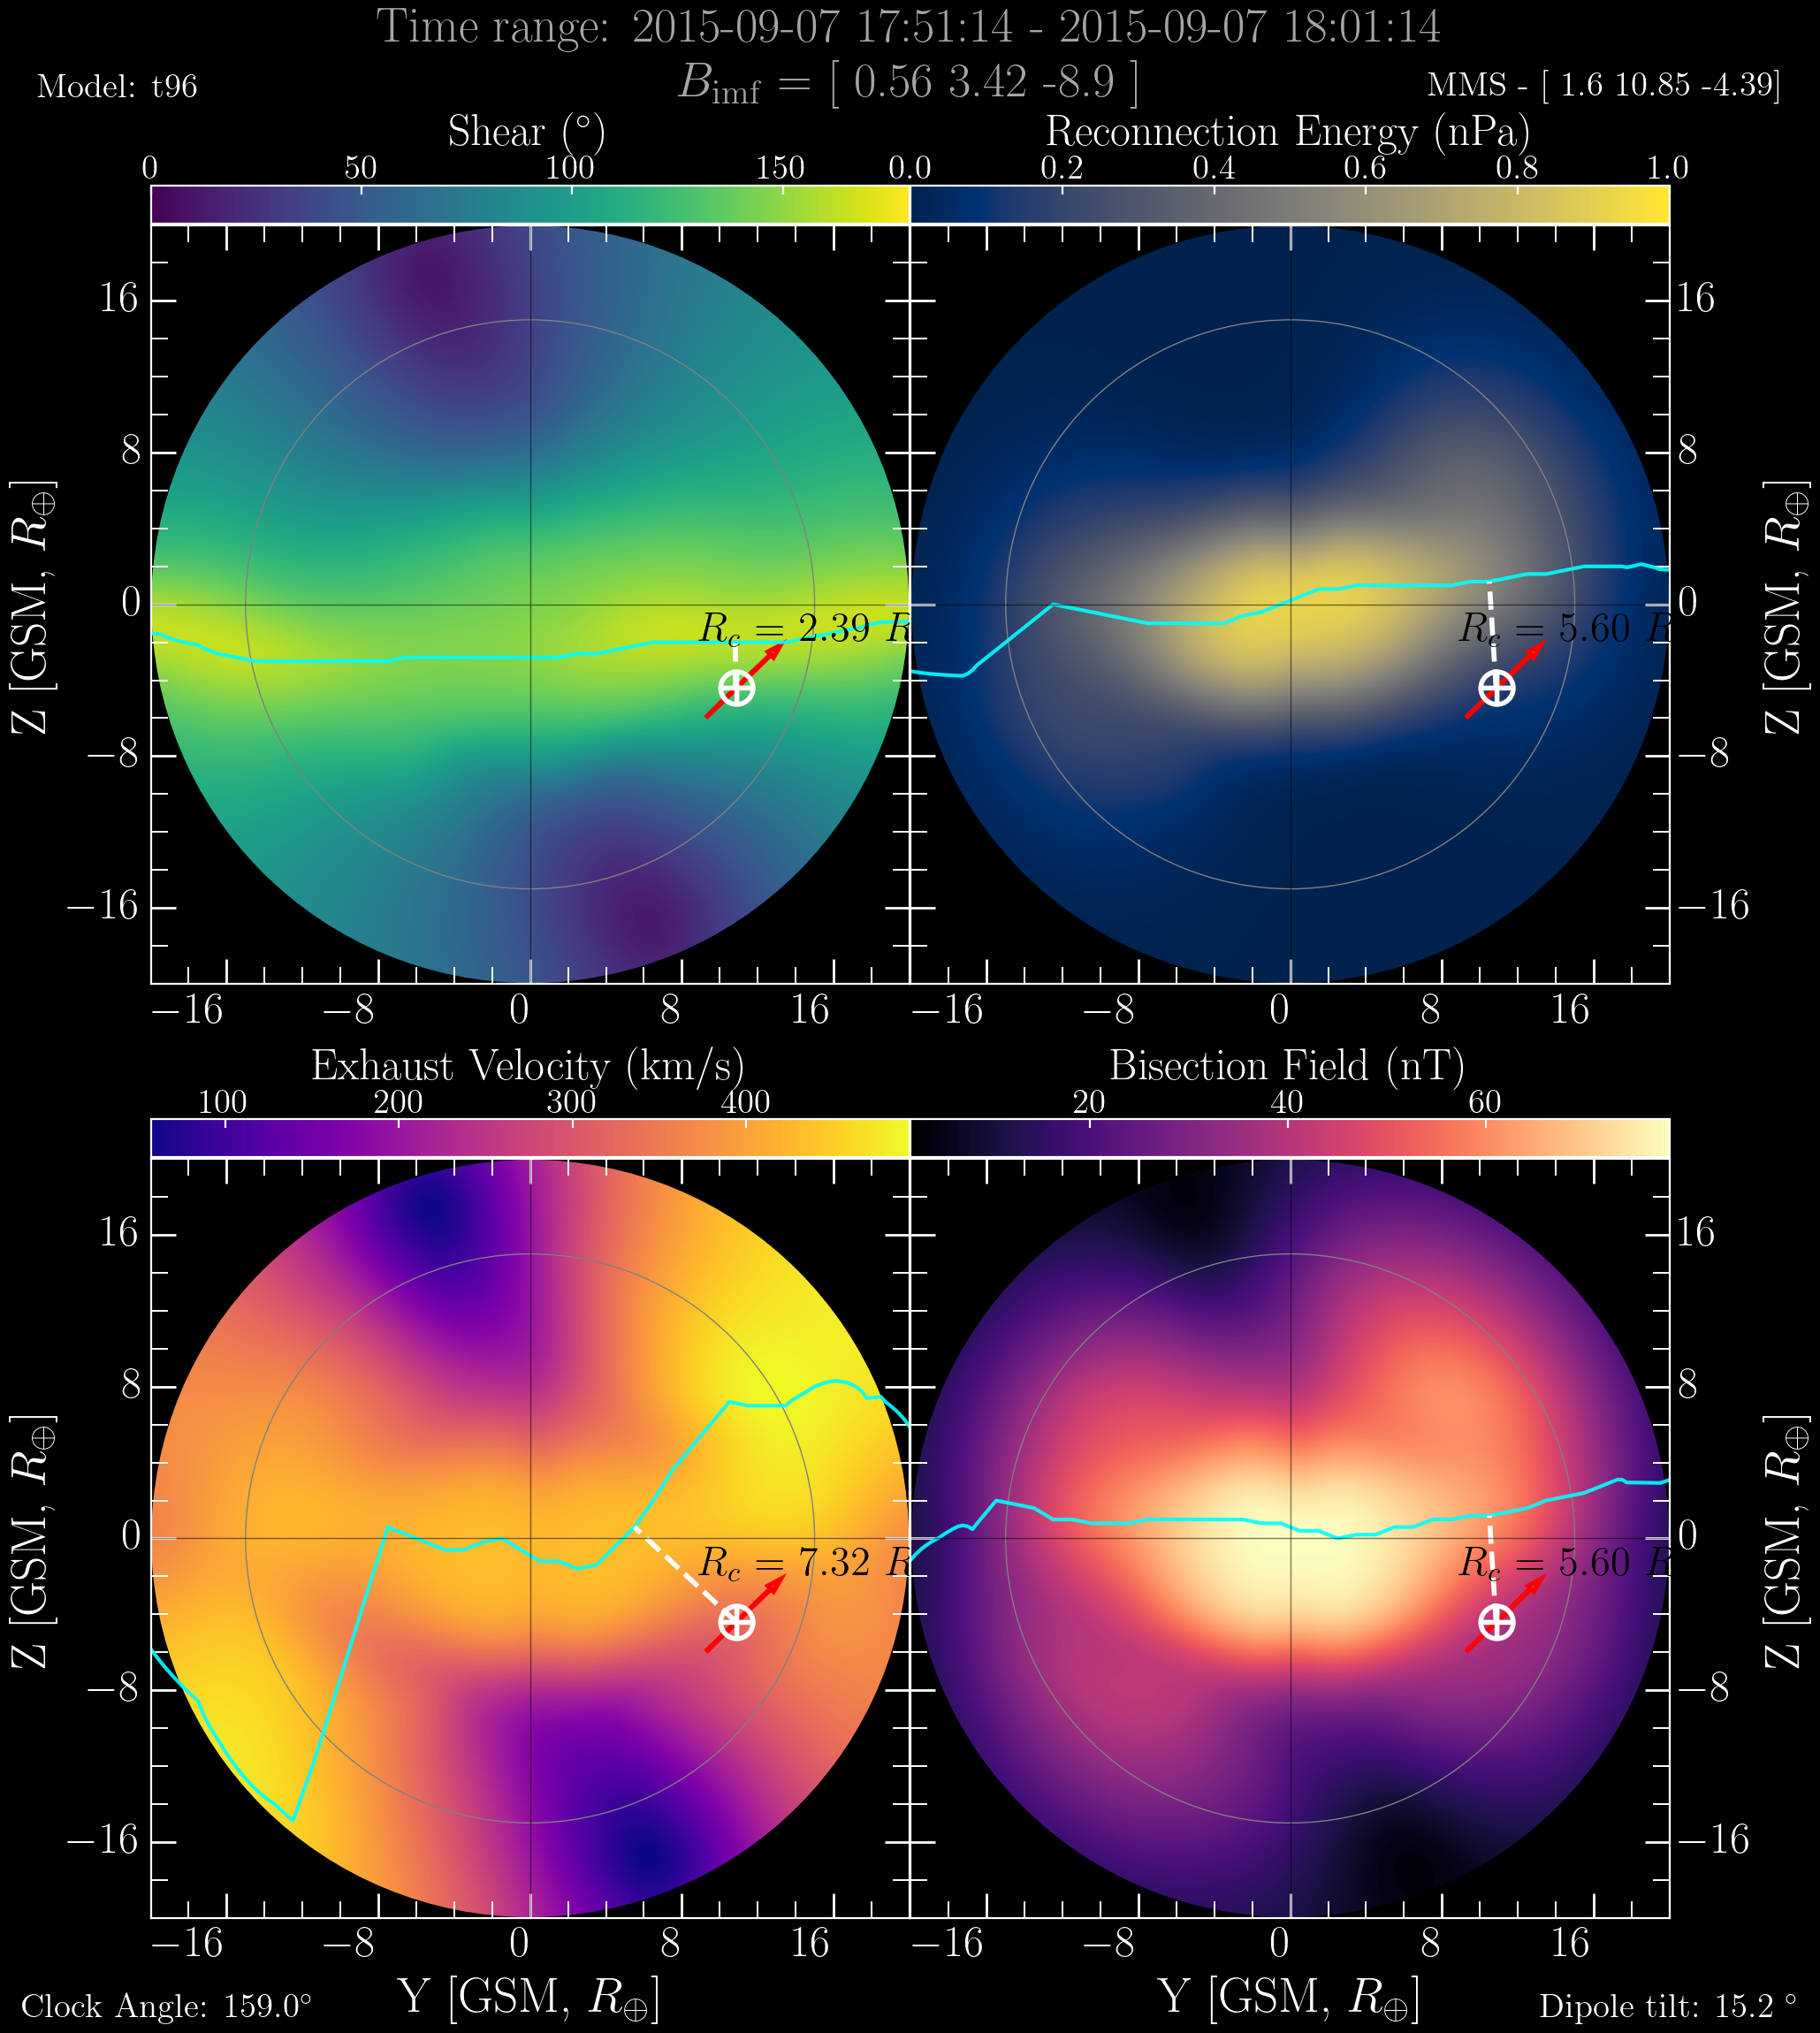 Time range: 2015-09-07 17:51:14 - 2015-09-07 18:01:14
Model: t96
B_imf = [ 0.56 3.42 -8.9 ]
MMS - [ 1.6 10.85 -4.39]
Shear (°)
Reconnection Energy (nPa)
0 50 100 150
0.0 0.2 0.4 0.6 0.8 1.0
16
8
0
−8
−16
Z [GSM, R⊕]
R_c = 2.39 R
−16 −8 0 8 16
16
8
0
−8
−16
Z [GSM, R⊕]
R_c = 5.60 R
−16 −8 0 8 16
Exhaust Velocity (km/s)
Bisection Field (nT)
100 200 300 400
20 40 60
16
8
0
−8
−16
Z [GSM, R⊕]
R_c = 7.32 R
−16 −8 0 8 16
Y [GSM, R⊕]
16
8
0
−8
−16
Z [GSM, R⊕]
R_c = 5.60 R
−16 −8 0 8 16
Y [GSM, R⊕]
Clock Angle: 159.0°
Dipole tilt: 15.2 °